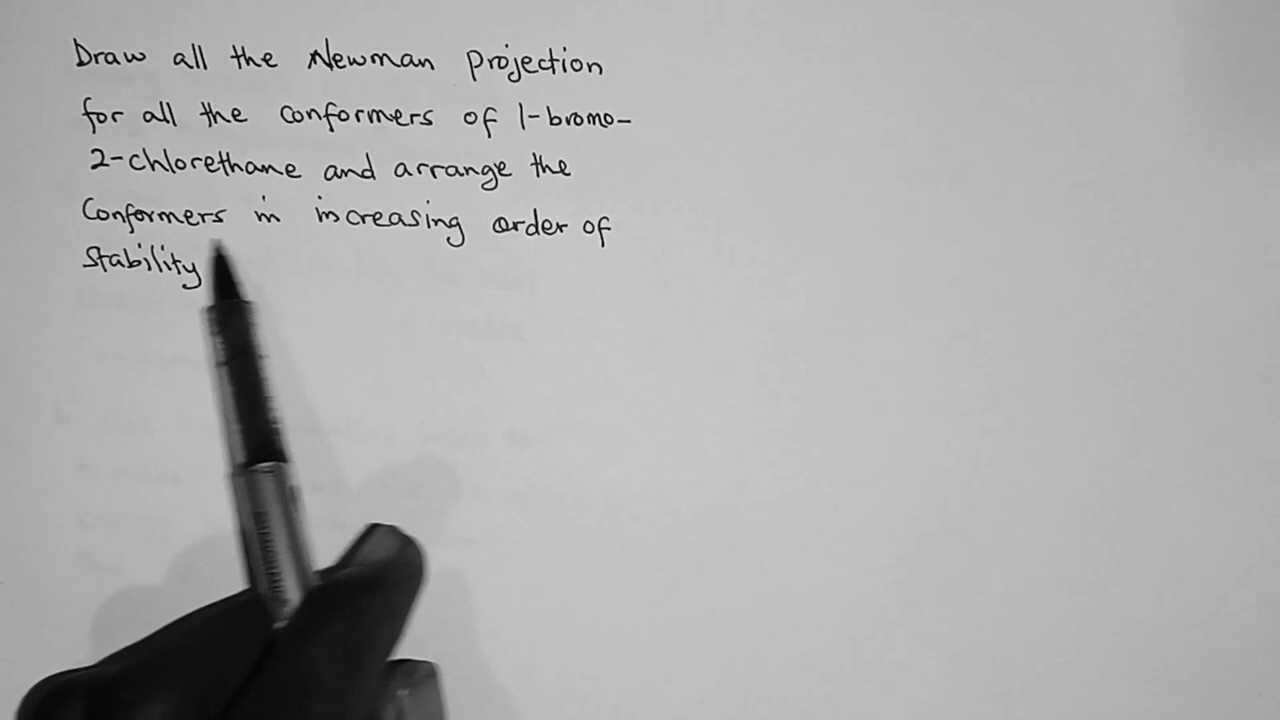 Draw all the Newman Projection
for all the conformers of 1-bromo-
2-chlorethane and arrange the
Conformers in increasing order of
Stability